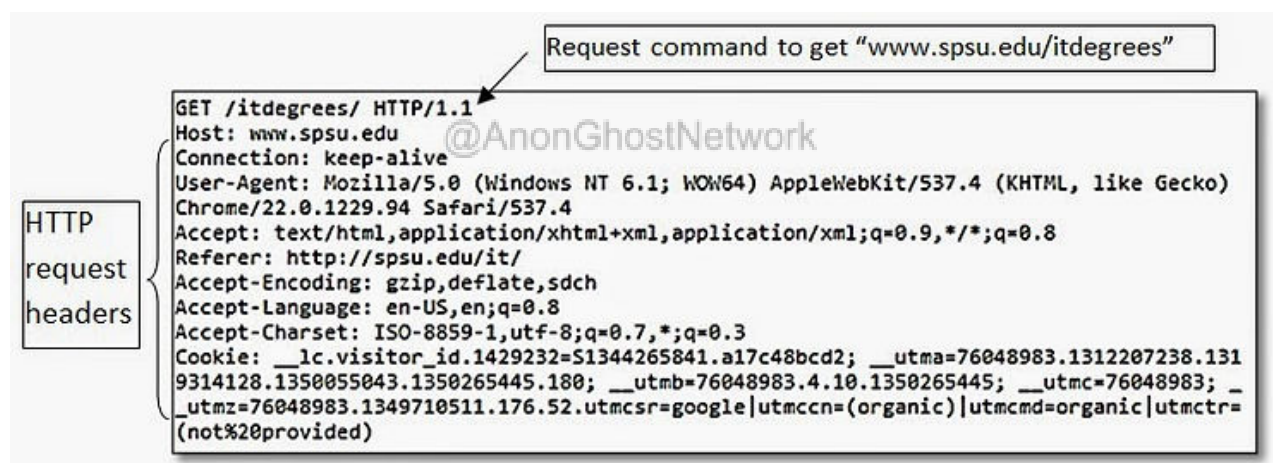 Request command to get “www.spsu.edu/itdegrees”
GET /itdegrees/ HTTP/1.1
Host: www.spsu.edu
@AnonGhostNetwork
Connection: keep-alive
User-Agent: Mozilla/5.0 (Windows NT 6.1; WOW64) AppleWebKit/537.4 (KHTML, like Gecko)
Chrome/22.0.1229.94 Safari/537.4
Accept: text/html,application/xhtml+xml,application/xml;q=0.9,*/*;q=0.8
Referer: http://spsu.edu/it/
Accept-Encoding: gzip,deflate,sdch
Accept-Language: en-US,en;q=0.8
Accept-Charset: ISO-8859-1,utf-8;q=0.7,*;q=0.3
Cookie: __lc.visitor_id.1429232=S1344265841.a17c48bcd2; __utma=76048983.1312207238.131
9314128.1350055043.1350265445.180; __utmb=76048983.4.10.1350265445; __utmc=76048983; _
_utmz=76048983.1349710511.176.52.utmcsr=google|utmccn=(organic)|utmcmd=organic|utmctr=
(not%20provided)
HTTP
request
headers